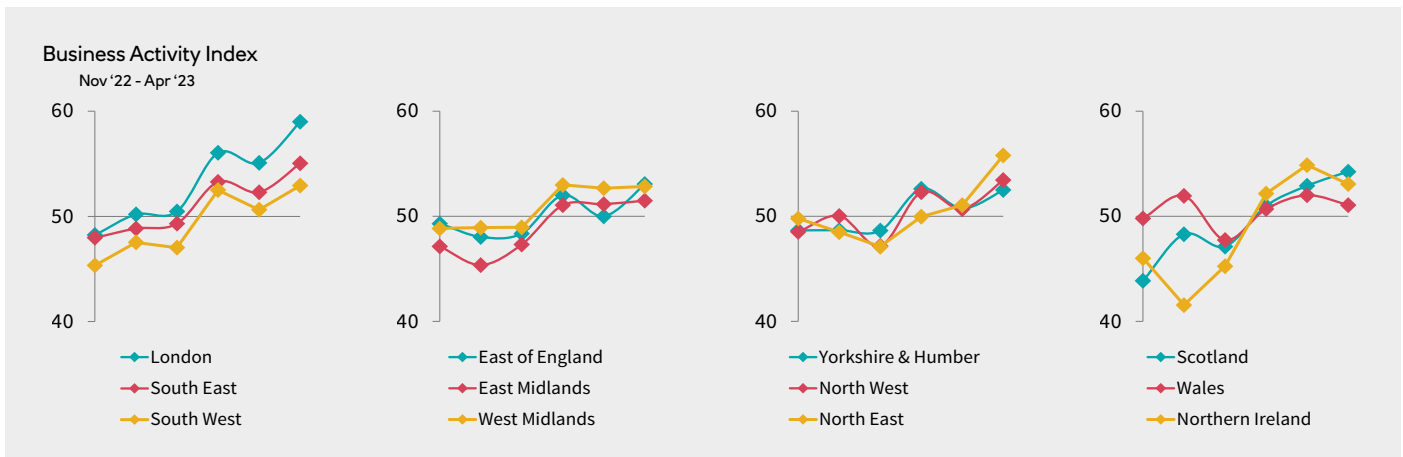 Business Activity Index
Nov ‘22 - Apr ‘23
60
50
40
London
South East
South West
60
50
40
East of England
East Midlands
West Midlands
60
50
40
Yorkshire & Humber
North West
North East
60
50
40
Scotland
Wales
Northern Ireland